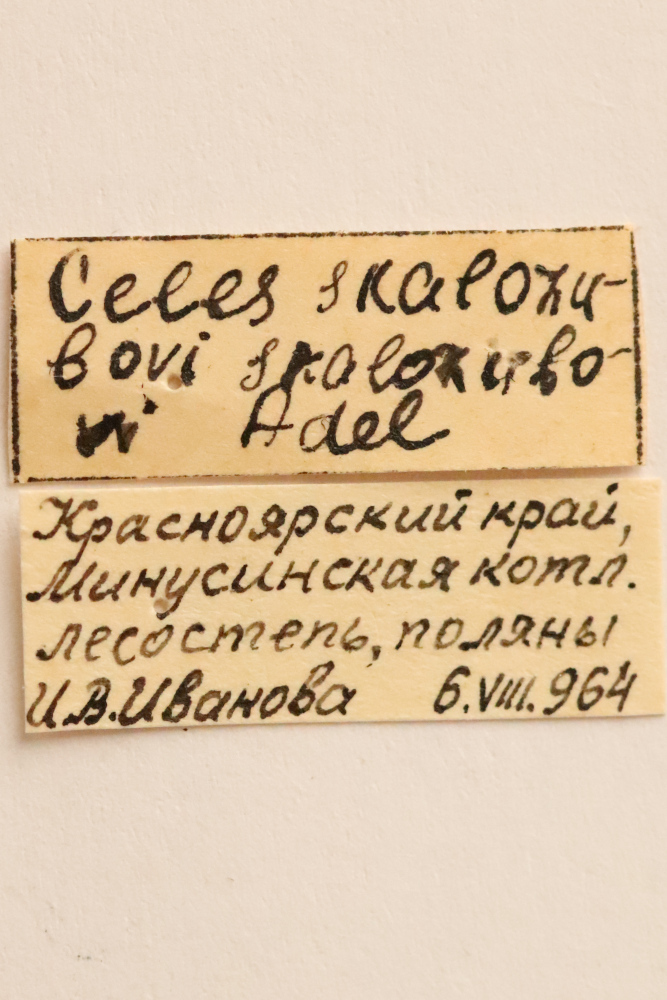 Celes skalozu-
bovi skalozubo-
vi Adel
Красноярский край,
Минусинская котл.
лесостепь, поляны
И.В.Иванова 6.VIII.964